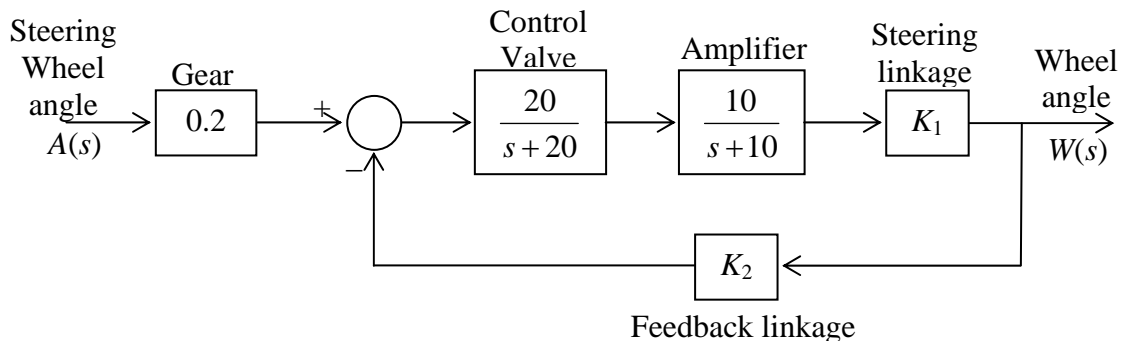 Steering
Wheel
angle
A(s)
Gear
0.2
+
−
Control
Valve
20
s + 20
Amplifier
10
s + 10
Steering
linkage
K₁
Wheel
angle
W(s)
K₂
Feedback linkage